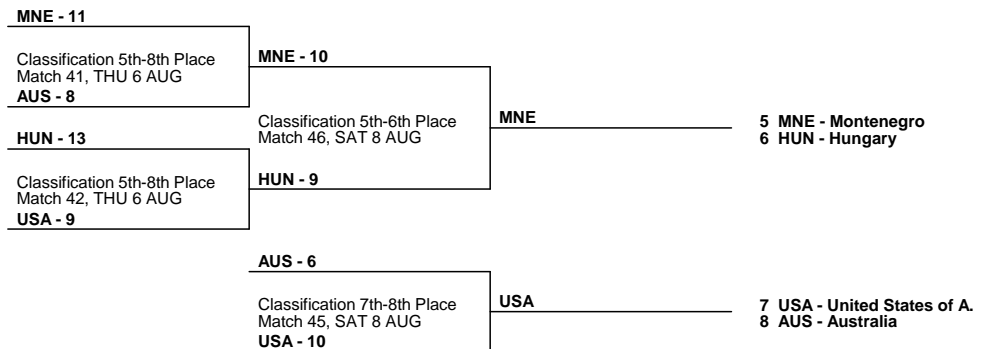 MNE - 11
Classification 5th-8th Place
Match 41, THU 6 AUG
AUS - 8
HUN - 13
Classification 5th-8th Place
Match 42, THU 6 AUG
USA - 9
MNE - 10
Classification 5th-6th Place
Match 46, SAT 8 AUG
HUN - 9
MNE
5 MNE - Montenegro
6 HUN - Hungary
AUS - 6
Classification 7th-8th Place
Match 45, SAT 8 AUG
USA - 10
USA
7 USA - United States of A.
8 AUS - Australia